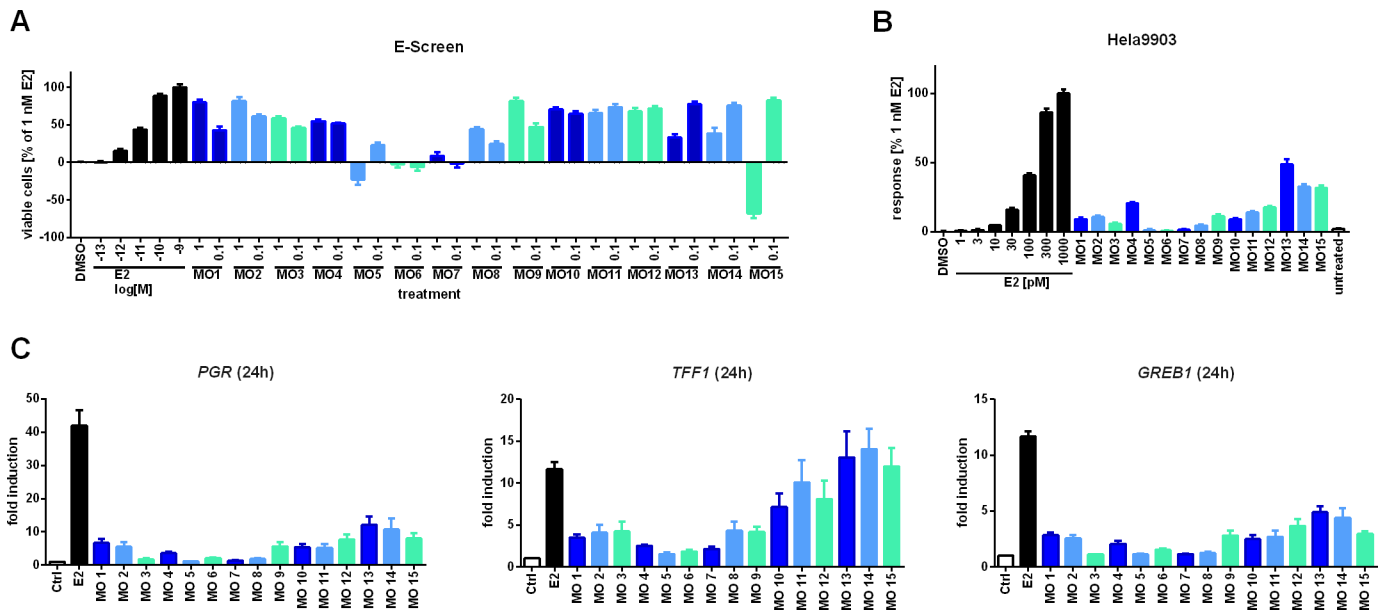 A
E-Screen
viable cells [% of 1 nM E2]
100
50
0
-50
-100
DMSO -13 -12 -11 -10 -9 1 0.1 1 0.1 1 0.1 1 0.1 1 0.1 1 0.1 1 0.1 1 0.1 1 0.1 1 0.1 1 0.1 1 0.1 1 0.1 1 0.1 1 0.1
E2 MO1 MO2 MO3 MO4 MO5 MO6 MO7 MO8 MO9 MO10 MO11 MO12 MO13 MO14 MO15
log[M]
treatment
B
Hela9903
response [% 1 nM E2]
100
50
0
DMSO 1 3 10 30 100 300 1000 MO1 MO2 MO3 MO4 MO5 MO6 MO7 MO8 MO9 MO10 MO11 MO12 MO13 MO14 MO15 untreated
E2 [pM]
C
PGR (24h)
fold induction
50
40
30
20
10
0
Ctrl E2 MO 1 MO 2 MO 3 MO 4 MO 5 MO 6 MO 7 MO 8 MO 9 MO 10 MO 11 MO 12 MO 13 MO 14 MO 15
TFF1 (24h)
fold induction
20
15
10
5
0
Ctrl E2 MO 1 MO 2 MO 3 MO 4 MO 5 MO 6 MO 7 MO 8 MO 9 MO 10 MO 11 MO 12 MO 13 MO 14 MO 15
GREB1 (24h)
fold induction
15
10
5
0
Ctrl E2 MO 1 MO 2 MO 3 MO 4 MO 5 MO 6 MO 7 MO 8 MO 9 MO 10 MO 11 MO 12 MO 13 MO 14 MO 15